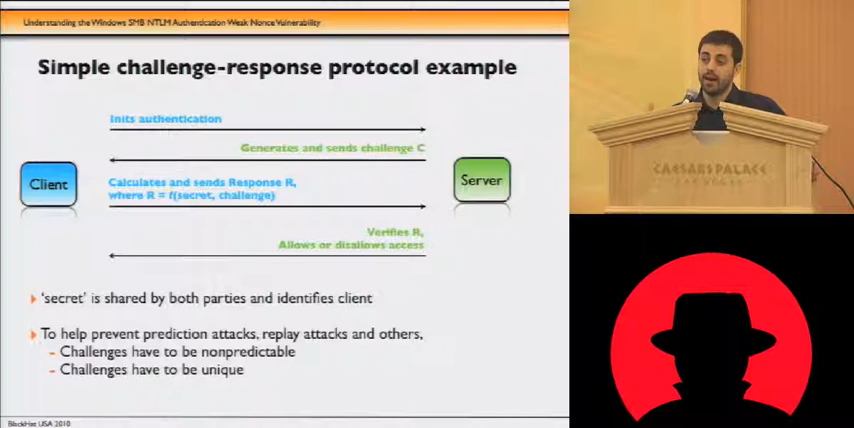 Understanding the Windows SMB NTLM Authentication Weak Nonce Vulnerability
Simple challenge-response protocol example
Inits authentication
Generates and sends challenge C
Client
Calculates and sends Response R,
where R = f(secret, challenge)
Server
Verifies R,
Allows or disallows access
'secret' is shared by both parties and identifies client
To help prevent prediction attacks, replay attacks and others,
- Challenges have to be nonpredictable
- Challenges have to be unique
BlackHat USA 2010
CAESARS PALACE